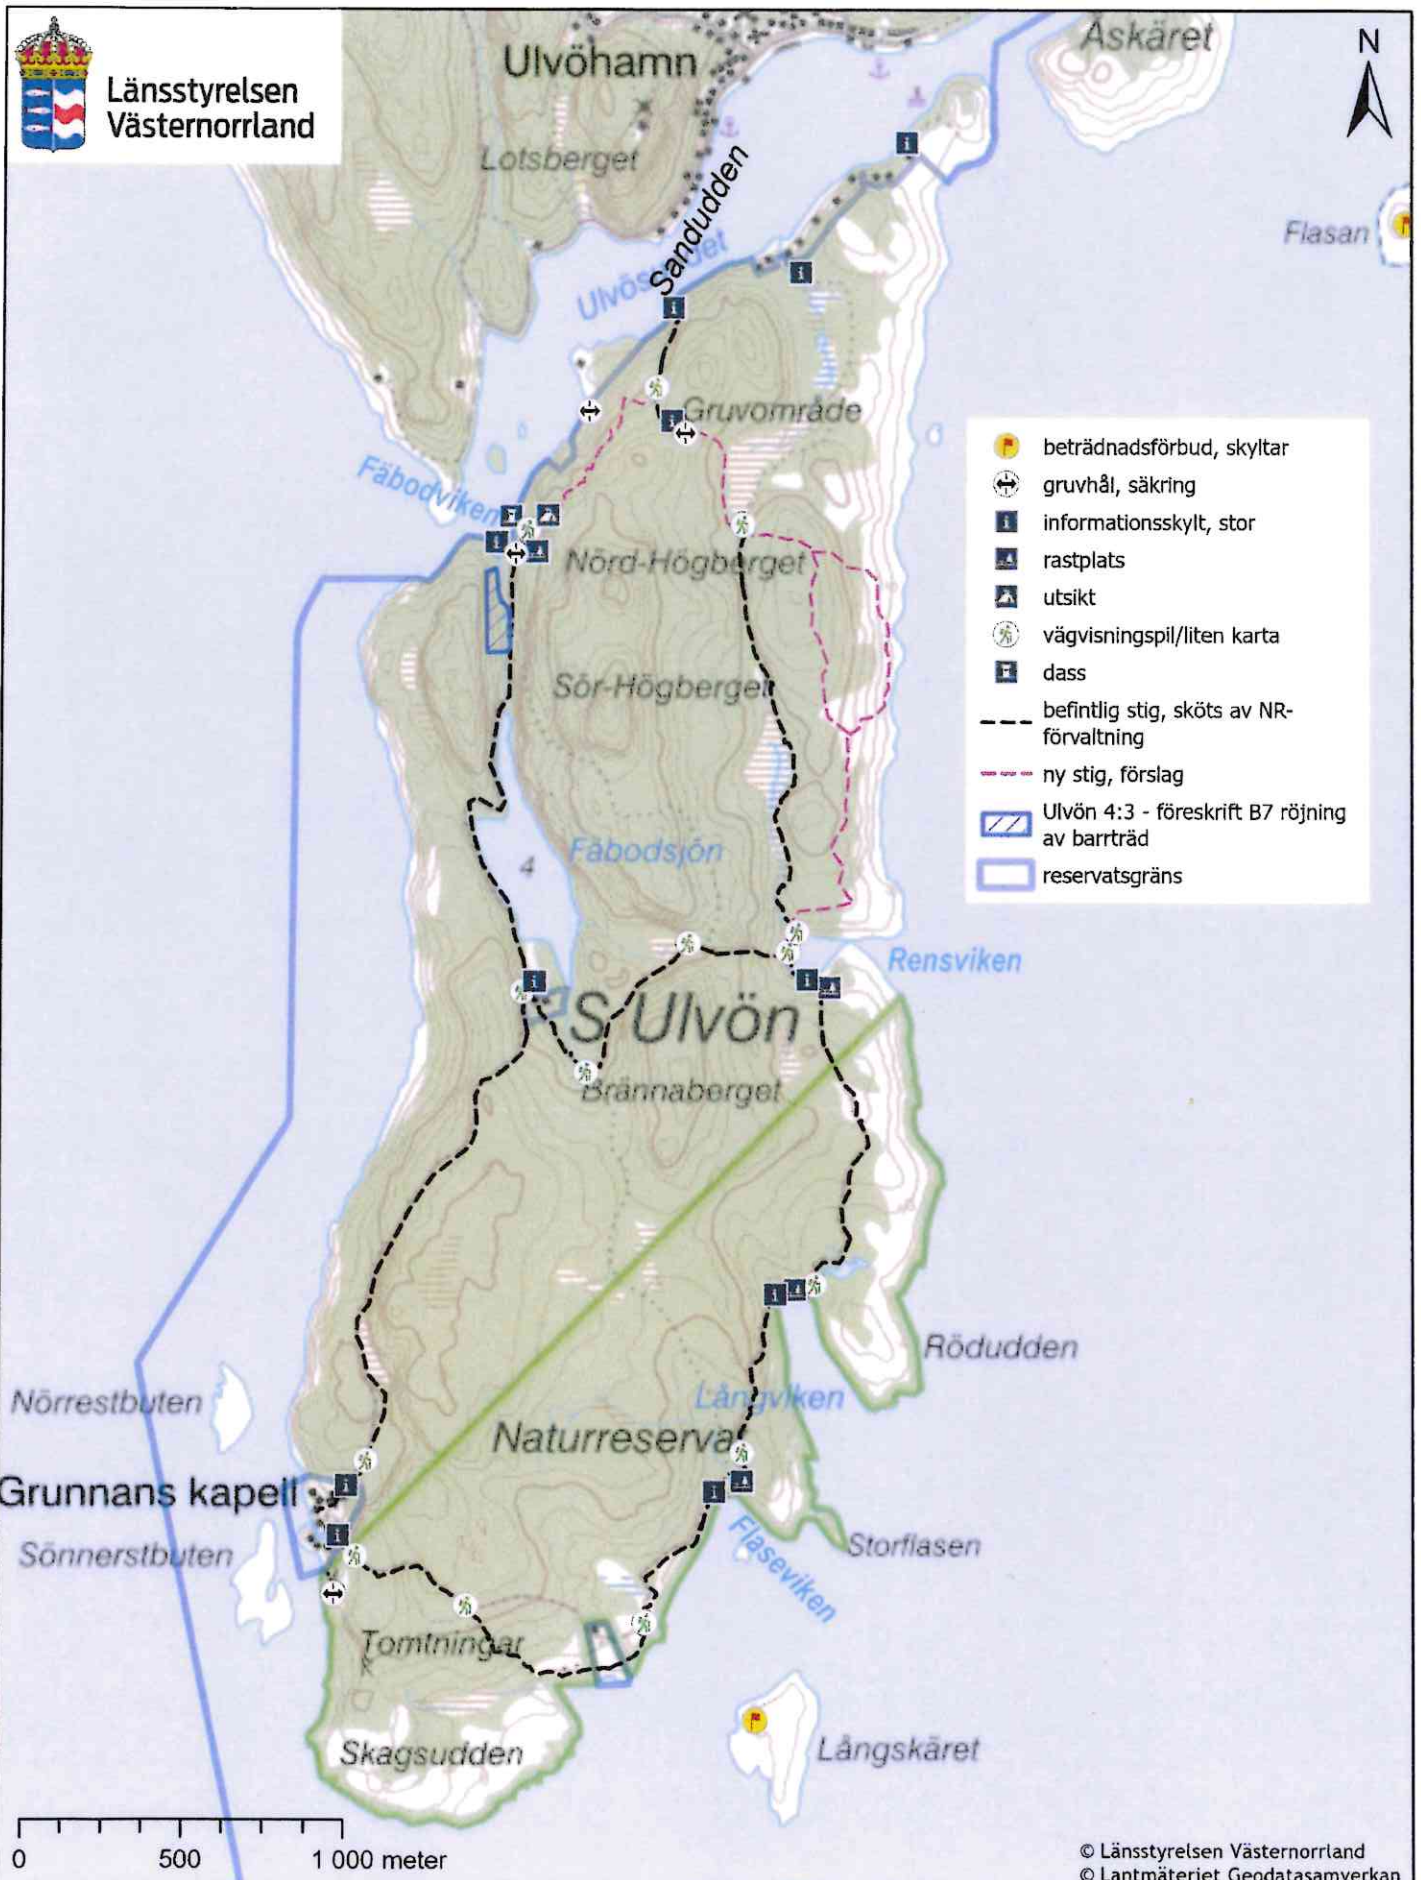 Länsstyrelsen
Västernorrland
Ulvöhamn
Askäret
N
Lotsberget
Sandudden
Flasan
Gruvområde
Fäbodviken
Nörd-Högberget
Sör-Högberget
Fäbodsjön
4
Rensviken
S Ulvön
Brännaberget
Rödudden
Långviken
Nörrestbuten
Naturreserva
Grunnans kapell
Sönnerstbuten
Storflasen
Flaseviken
Tomtningar
Skagsudden
Långskäret
beträdnadsförbud, skyltar
gruvhål, säkring
informationsskylt, stor
rastplats
utsikt
vägvisningspil/liten karta
dass
befintlig stig, sköts av NR-
förvaltning
ny stig, förslag
Ulvön 4:3 - föreskrift B7 röjning
av barrträd
reservatsgräns
0 500 1 000 meter
© Länsstyrelsen Västernorrland
© Lantmäteriet Geodatasamverkan